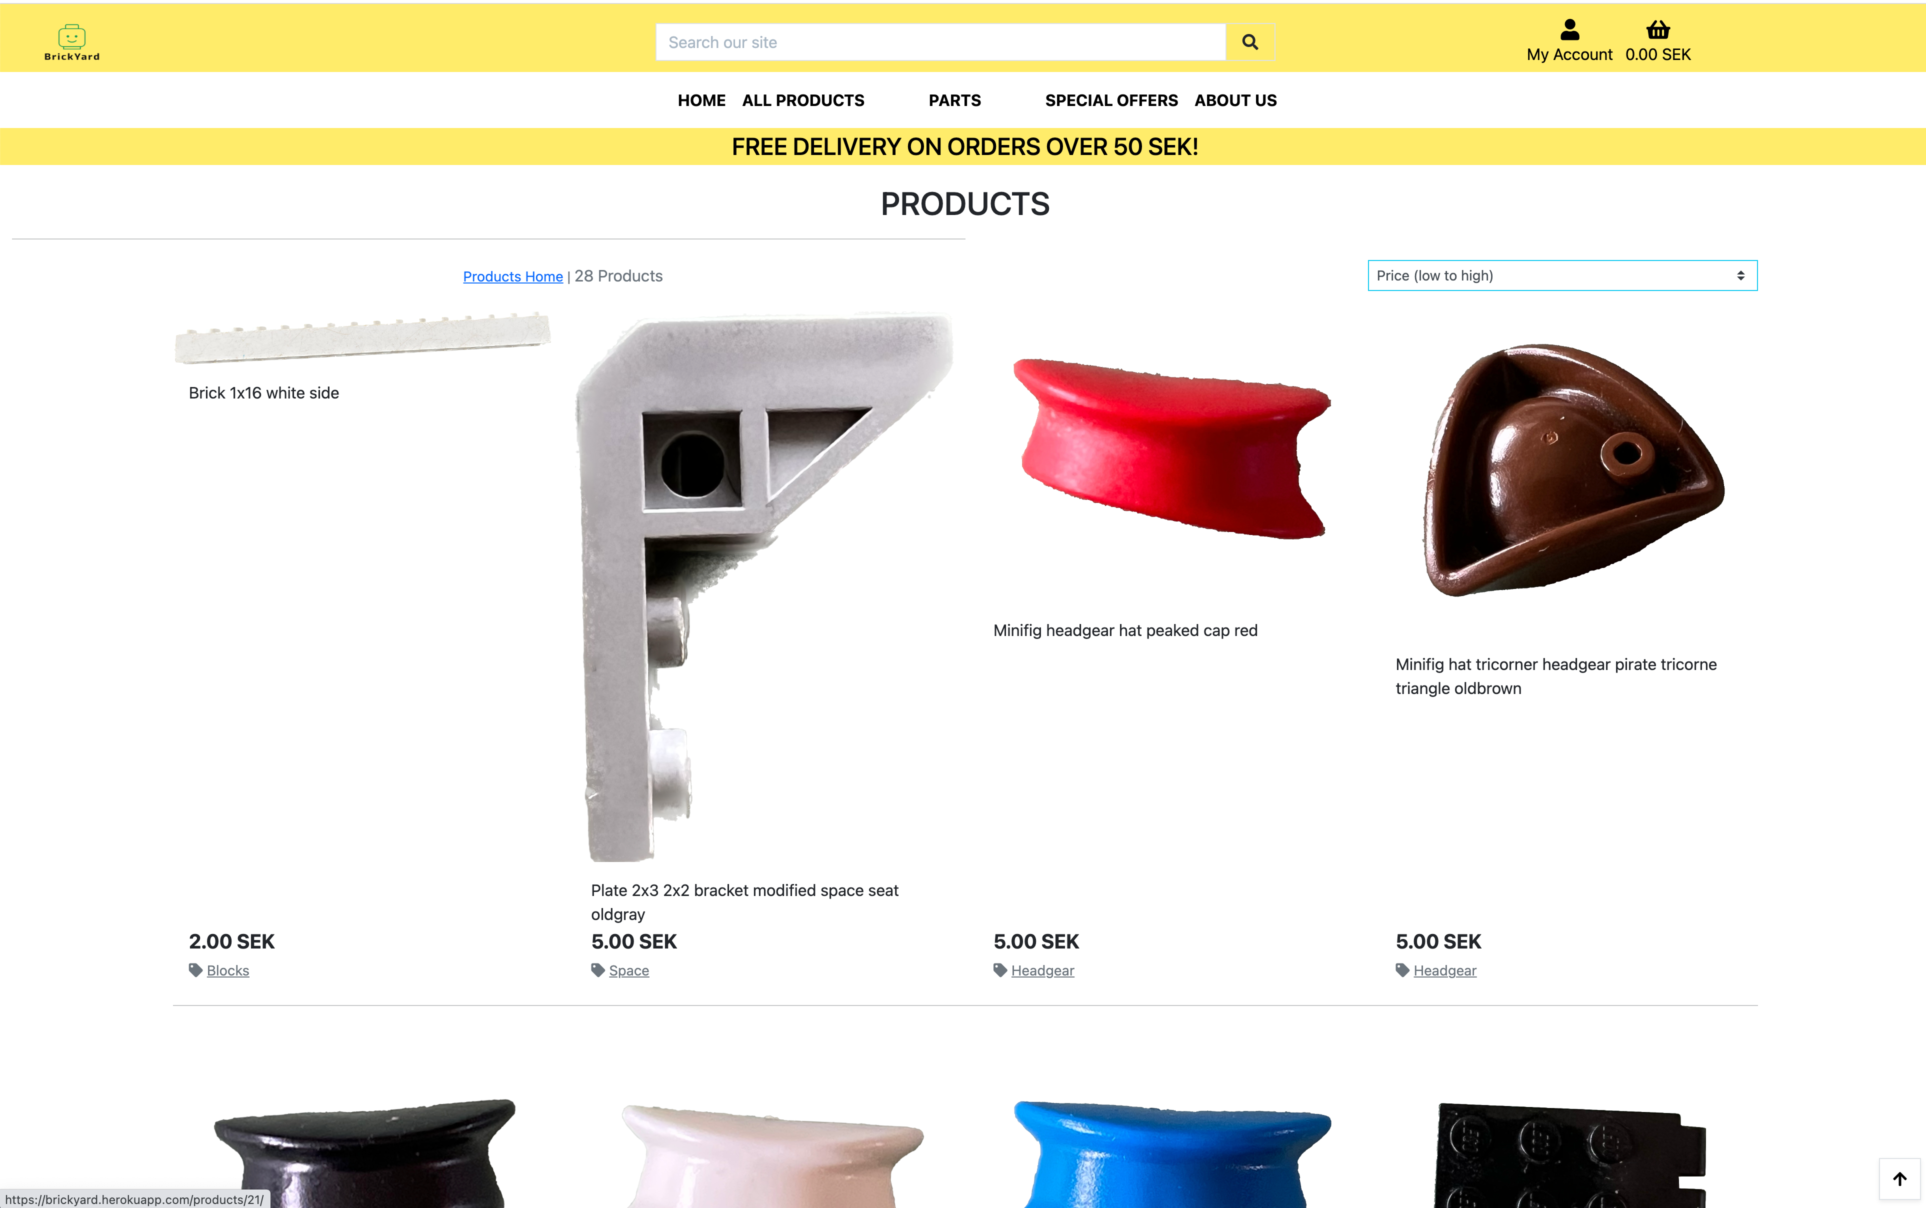 BrickYard
Search our site
My Account
0.00 SEK
HOME
ALL PRODUCTS
PARTS
SPECIAL OFFERS
ABOUT US
FREE DELIVERY ON ORDERS OVER 50 SEK!
PRODUCTS
Products Home | 28 Products
Price (low to high)
Brick 1x16 white side
2.00 SEK
Blocks
Plate 2x3 2x2 bracket modified space seat
oldgray
5.00 SEK
Space
Minifig headgear hat peaked cap red
5.00 SEK
Headgear
Minifig hat tricorner headgear pirate tricorne
triangle oldbrown
5.00 SEK
Headgear
https://brickyard.herokuapp.com/products/21/